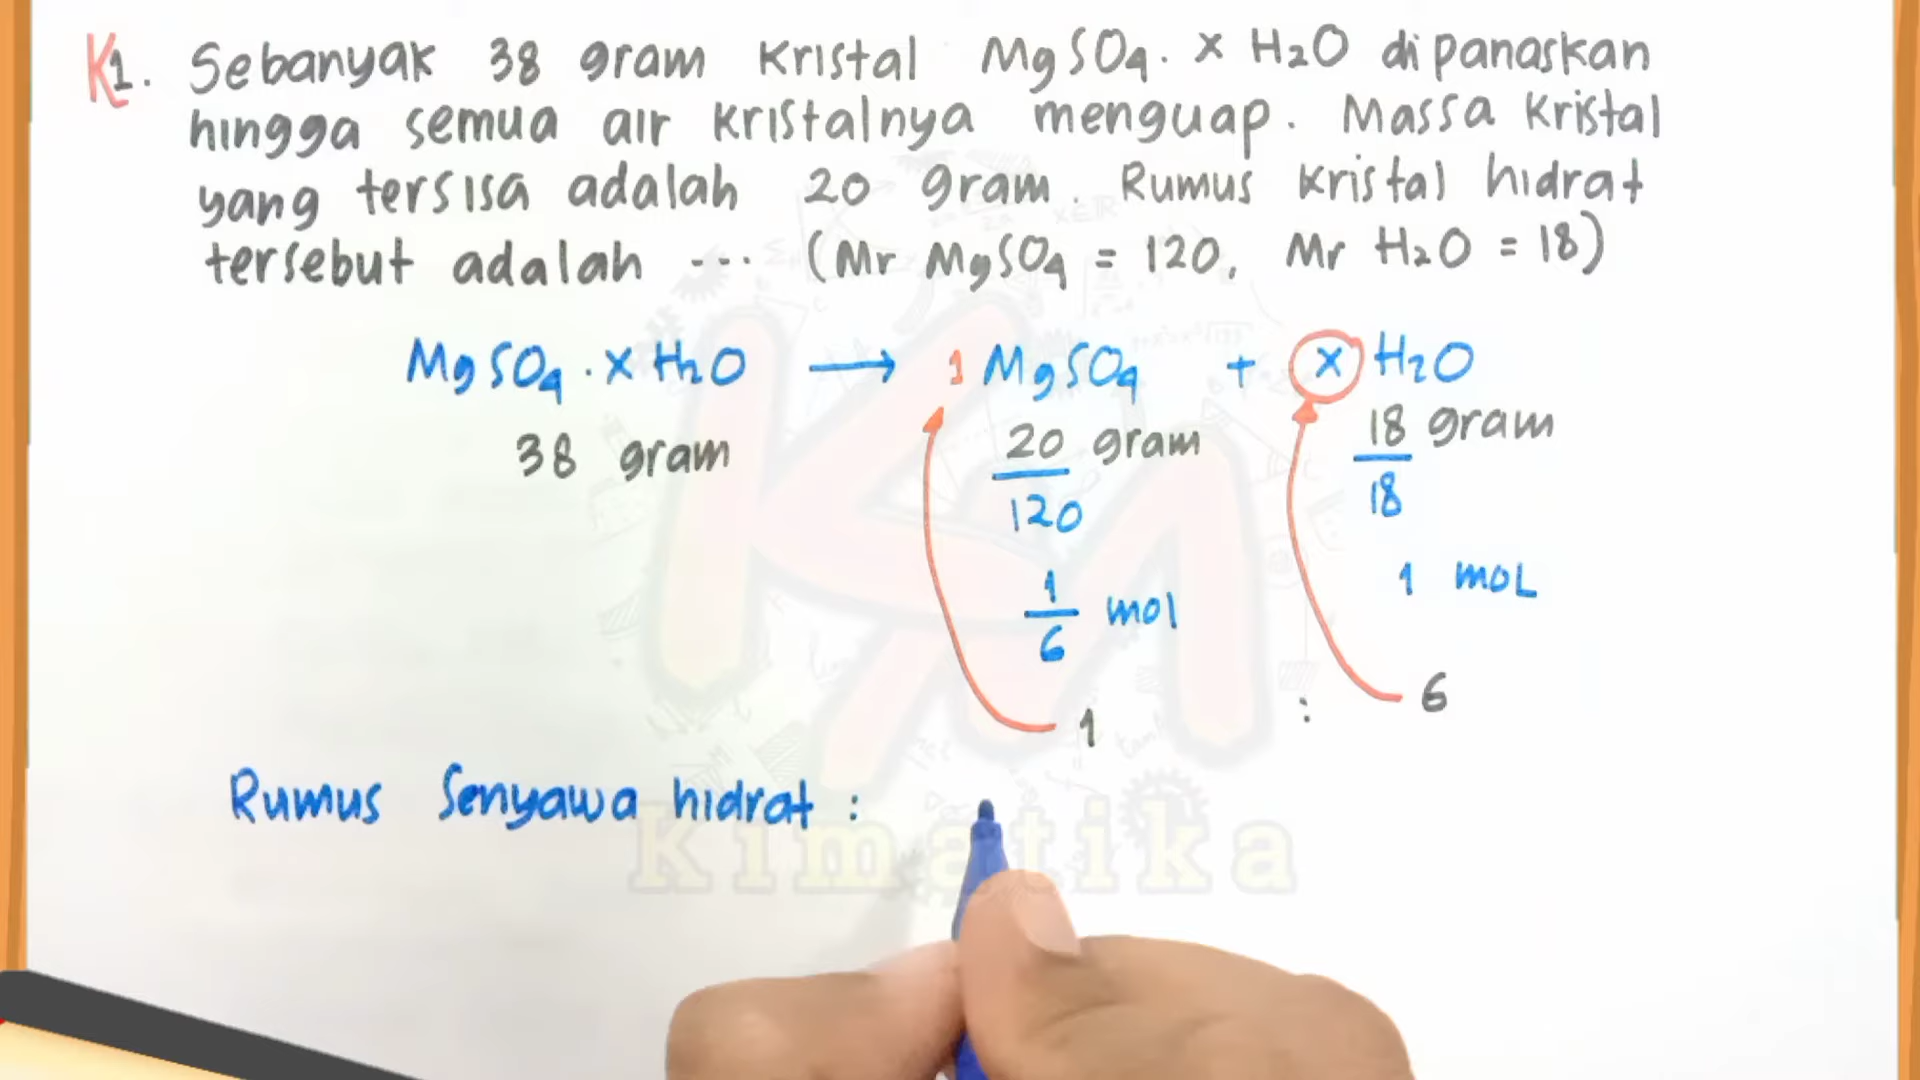 K1. Sebanyak 38 gram Kristal MgSO₄ . x H₂O dipanaskan
hingga semua air kristalnya menguap. Massa Kristal
yang tersisa adalah 20 gram. Rumus Kristal hidrat
tersebut adalah ... (Mr MgSO₄ = 120, Mr H₂O = 18)
MgSO₄ . x H₂O → 1 MgSO₄ + x H₂O
38 gram 20 gram 18 gram
120 18
1/6 mol 1 mol
1 : 6
Rumus Senyawa hidrat :
Kimatika